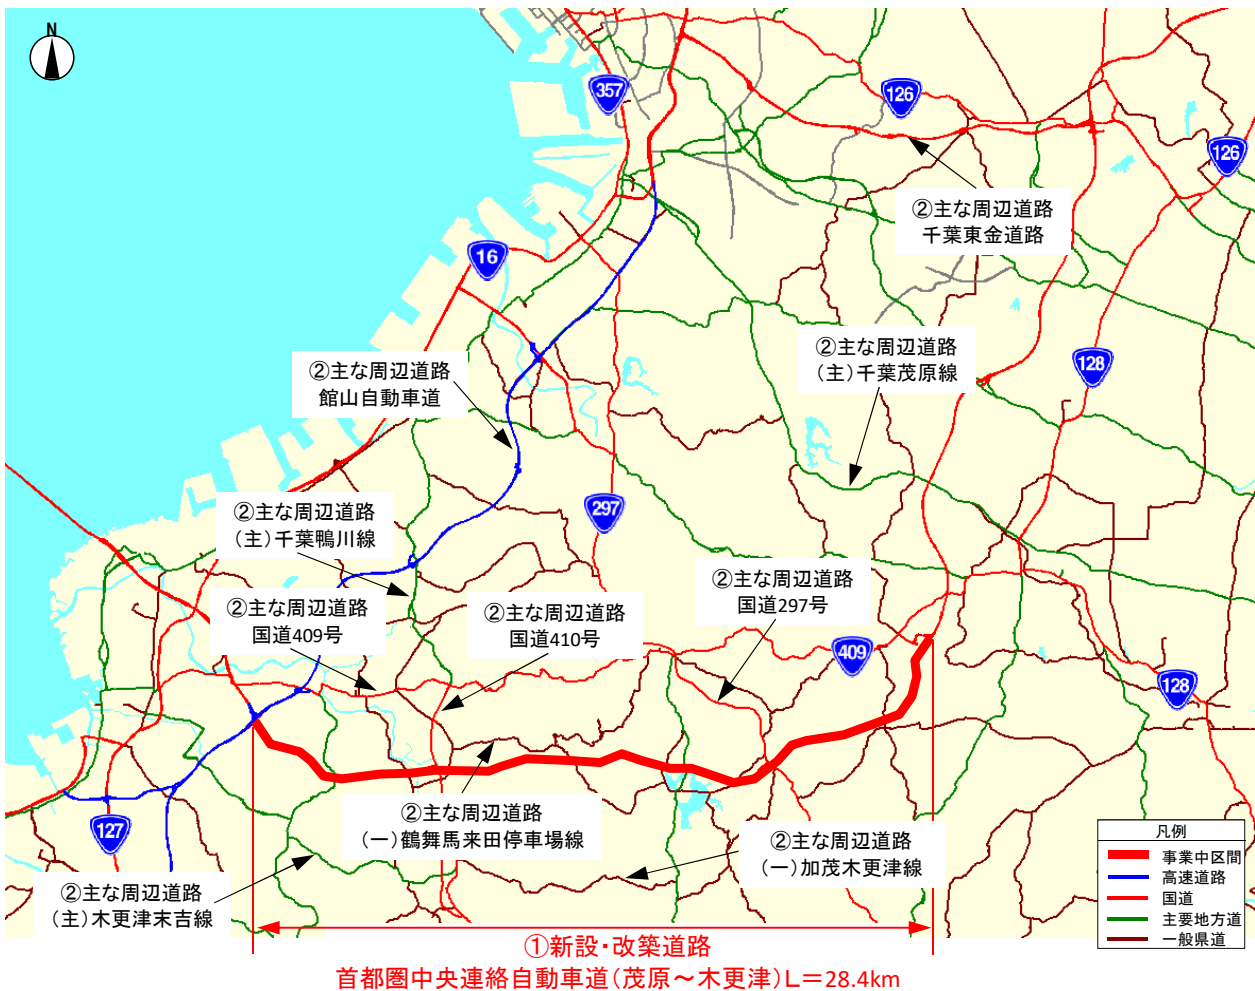 N
357
126
126
②主な周辺道路
千葉東金道路
16
②主な周辺道路
(主)千葉茂原線
128
②主な周辺道路
館山自動車道
297
②主な周辺道路
(主)千葉鴨川線
②主な周辺道路
国道297号
②主な周辺道路
国道409号
②主な周辺道路
国道410号
409
128
②主な周辺道路
(一)鶴舞馬来田停車場線
127
②主な周辺道路
(一)加茂木更津線
②主な周辺道路
(主)木更津末吉線
凡例
事業中区間
高速道路
国道
主要地方道
一般県道
①新設・改築道路
首都圏中央連絡自動車道(茂原～木更津)L=28.4km